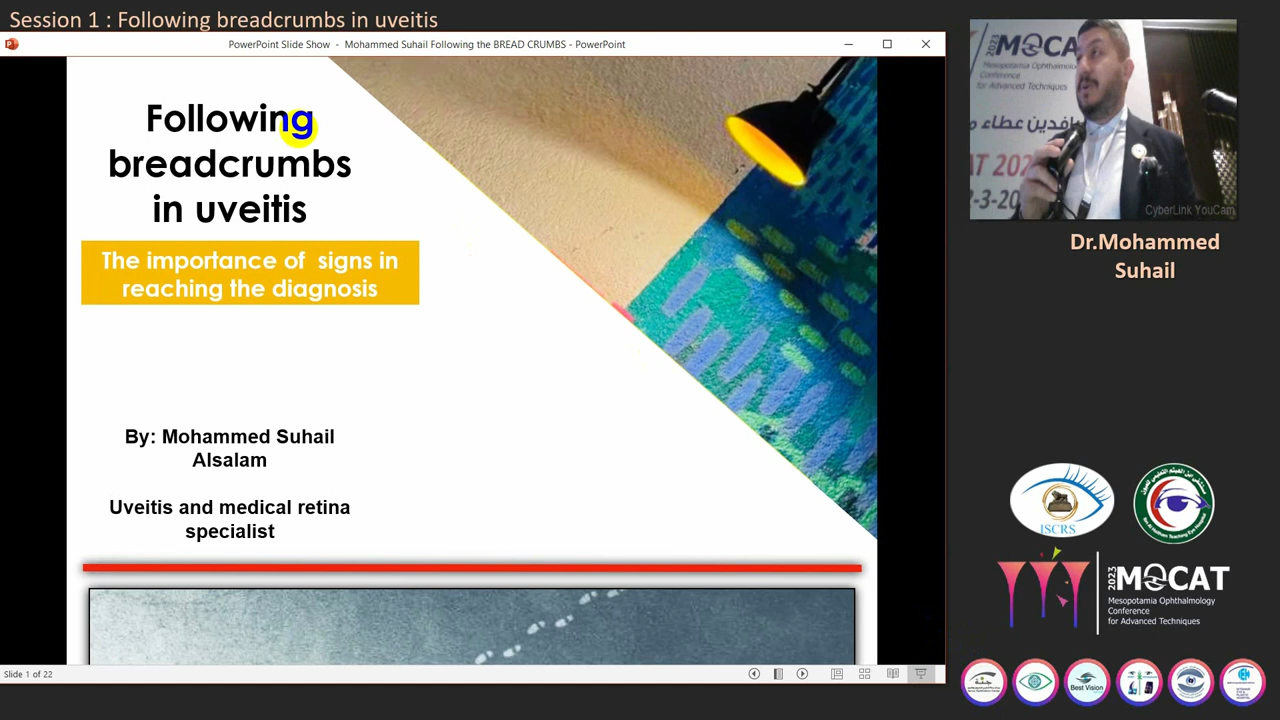 Session 1 : Following breadcrumbs in uveitis
PowerPoint Slide Show - Mohammed Suhail Following the BREAD CRUMBS - PowerPoint
Following
breadcrumbs
in uveitis
The importance of signs in
reaching the diagnosis
By: Mohammed Suhail
Alsalam
Uveitis and medical retina
specialist
Slide 1 of 22
2023 MOCAT
Mesopotamia Ophthalmology
Conference
for Advanced Techniques
CyberLink YouCam
Dr.Mohammed
Suhail
ISCRS
2023 MOCAT
Mesopotamia Ophthalmology
Conference
for Advanced Techniques
Best Vision